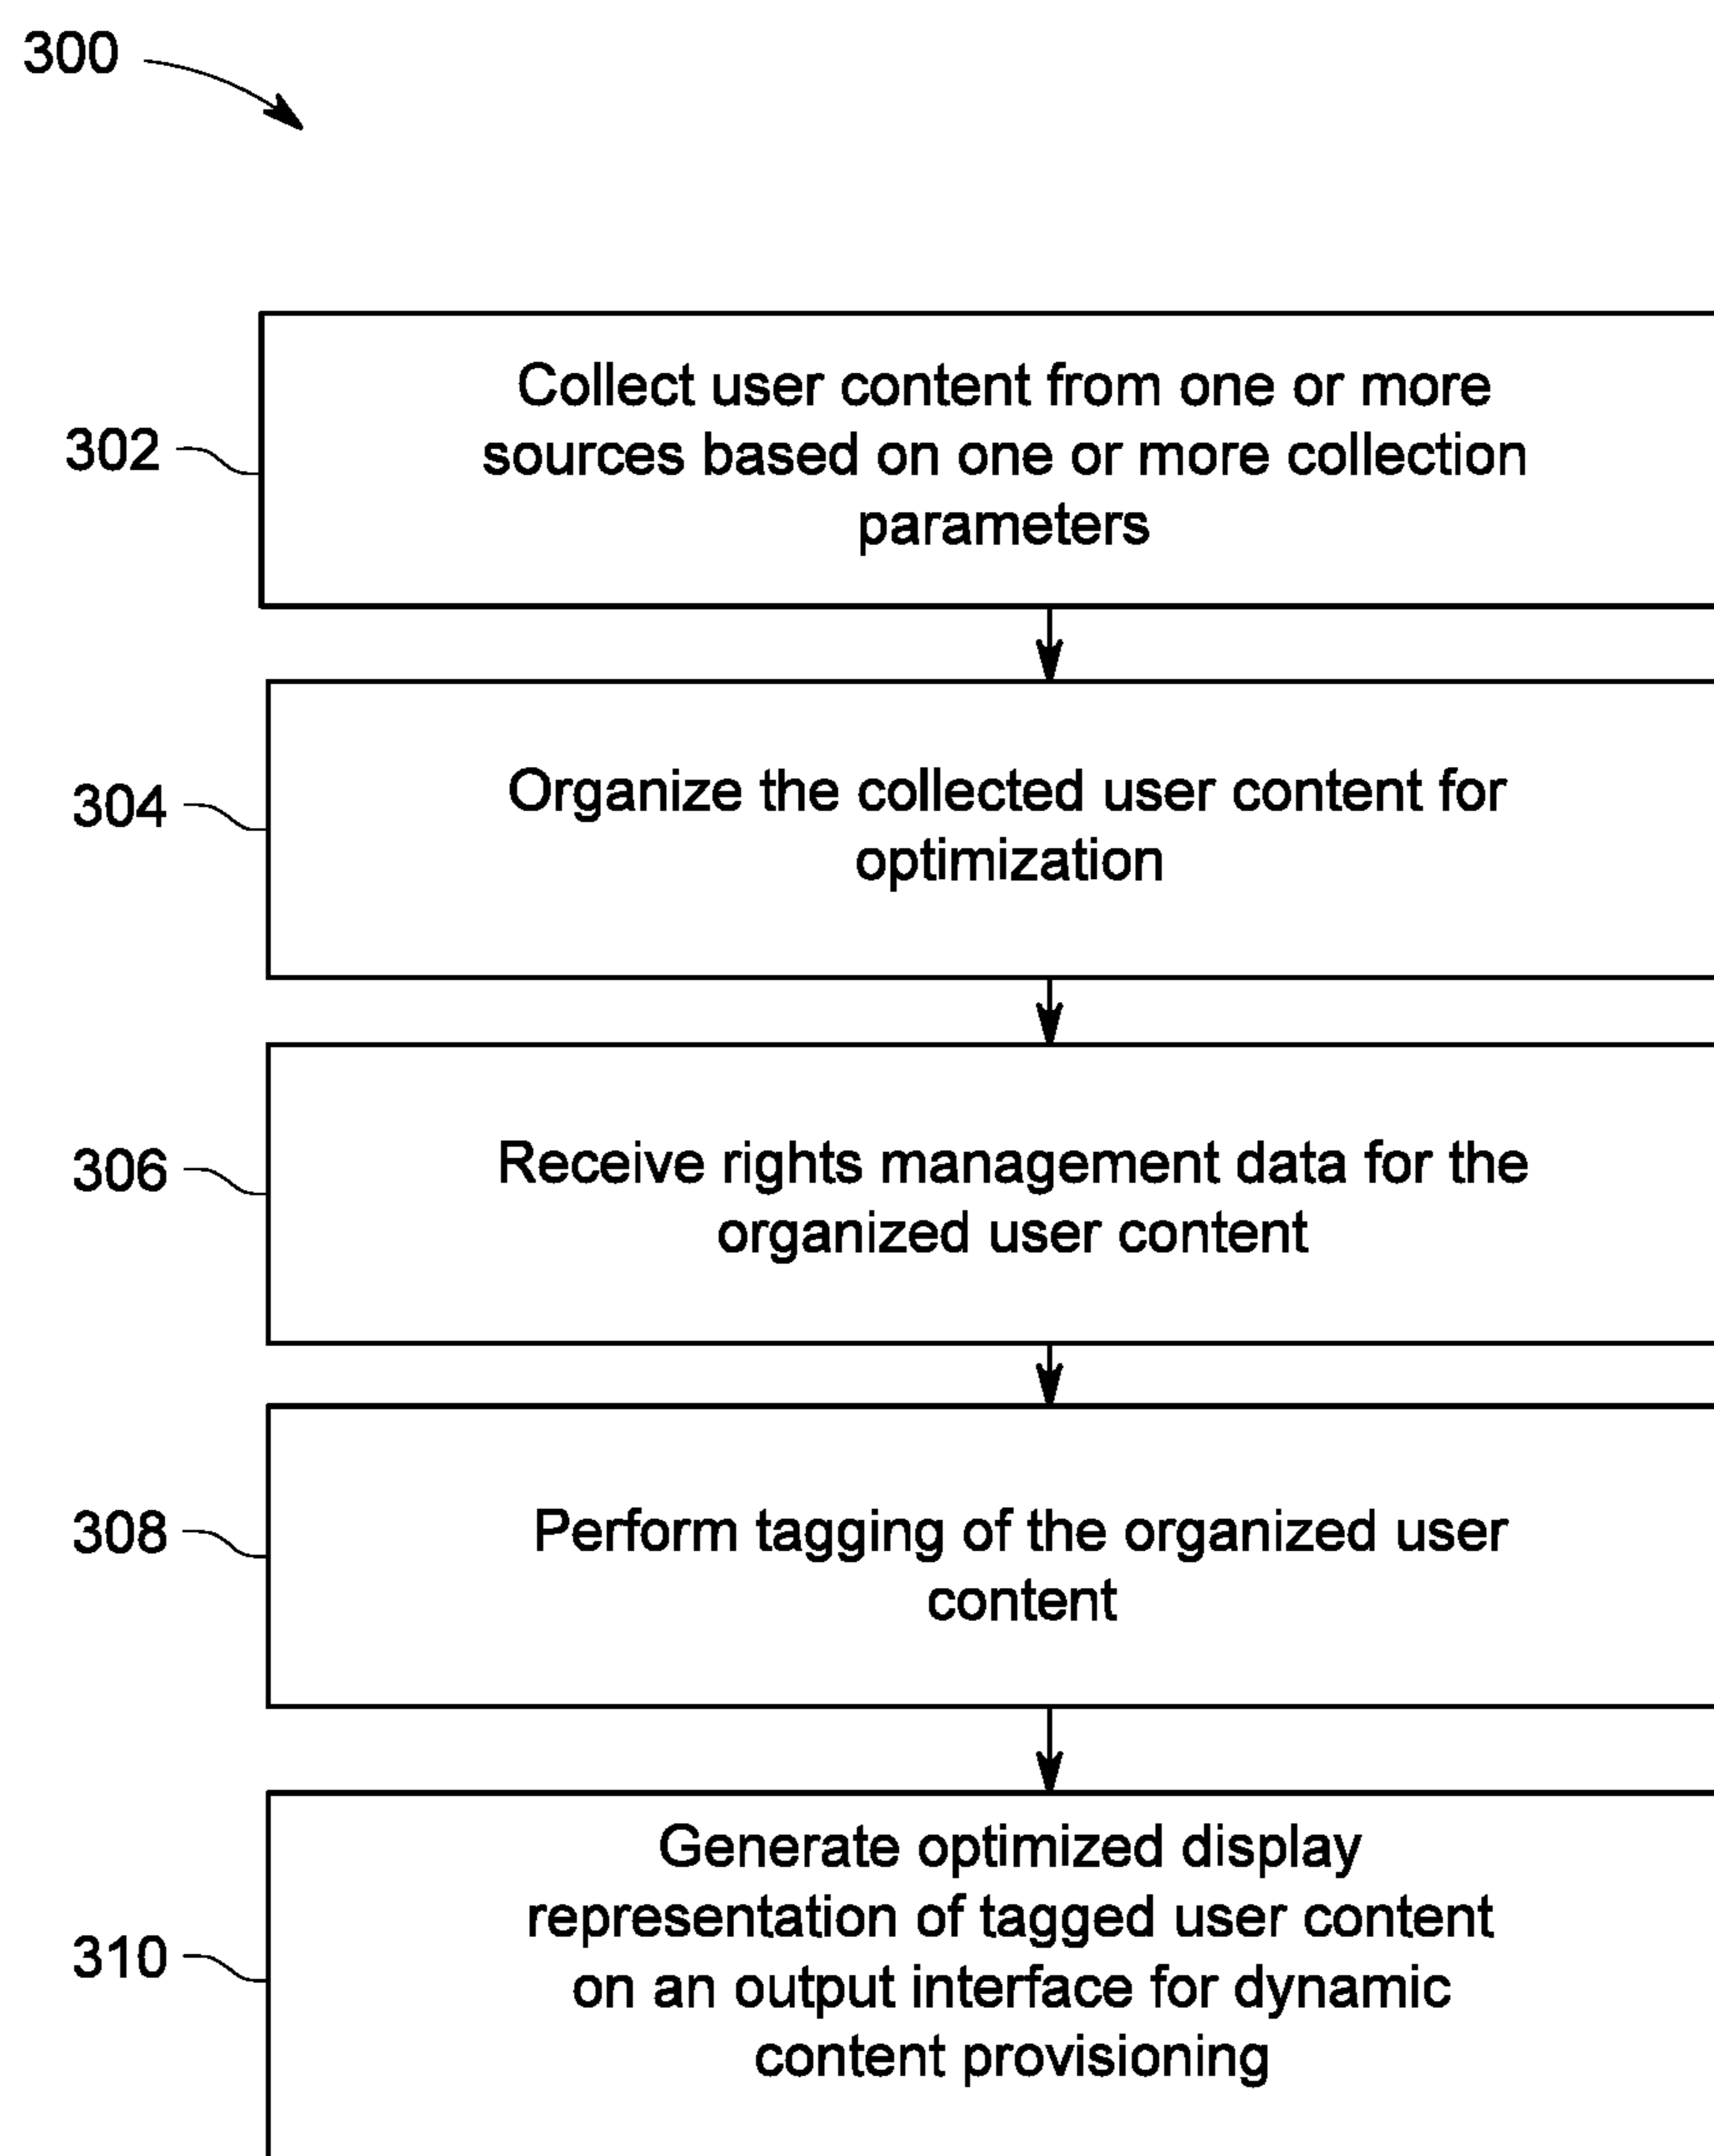 300
302
Collect user content from one or more
sources based on one or more collection
parameters
304
Organize the collected user content for
optimization
306
Receive rights management data for the
organized user content
308
Perform tagging of the organized user
content
310
Generate optimized display
representation of tagged user content
on an output interface for dynamic
content provisioning